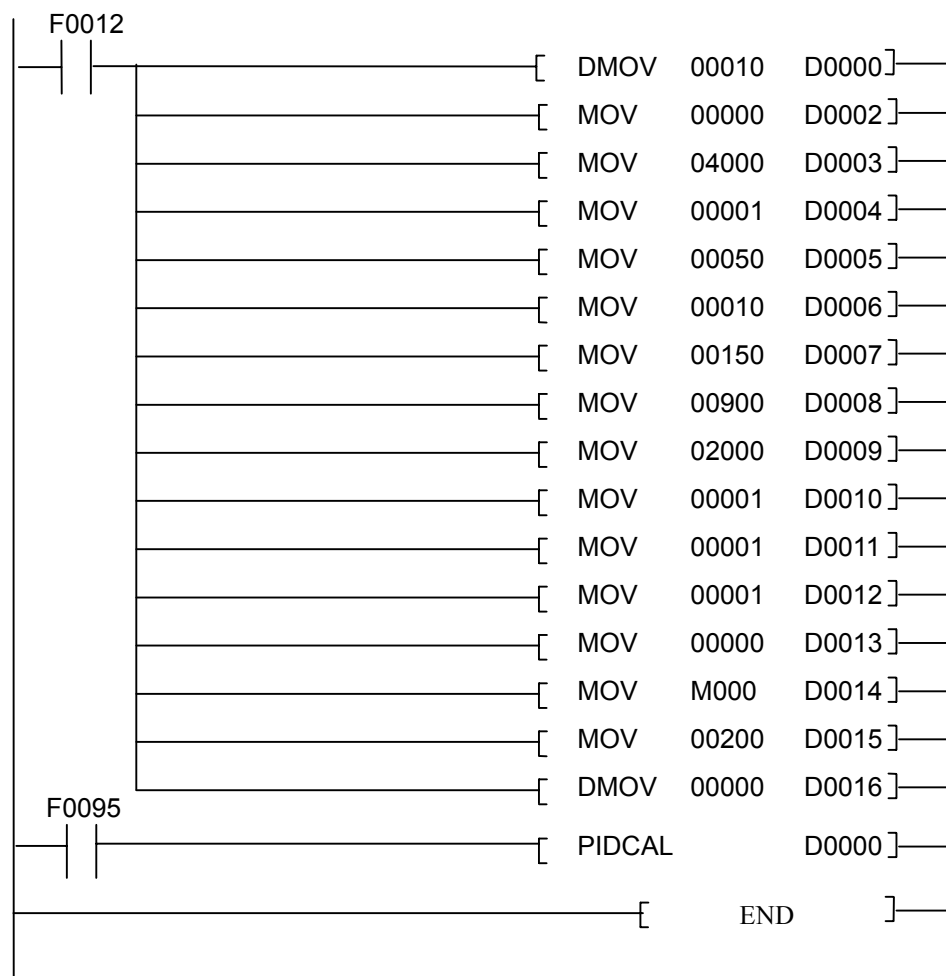 F0012
DMOV 00010 D0000
MOV 00000 D0002
MOV 04000 D0003
MOV 00001 D0004
MOV 00050 D0005
MOV 00010 D0006
MOV 00150 D0007
MOV 00900 D0008
MOV 02000 D0009
MOV 00001 D0010
MOV 00001 D0011
MOV 00001 D0012
MOV 00000 D0013
MOV M000 D0014
MOV 00200 D0015
DMOV 00000 D0016
F0095
PIDCAL D0000
END